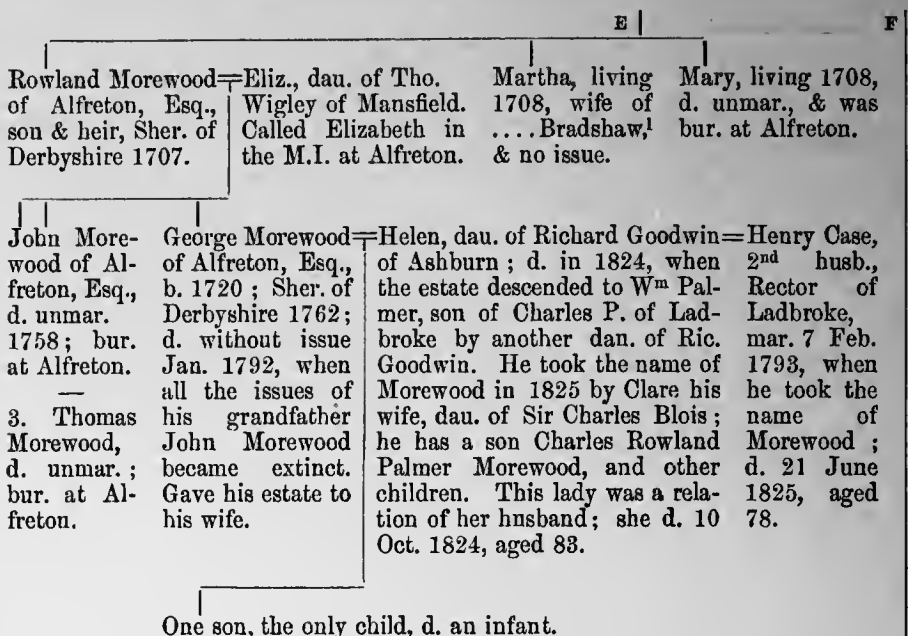 E F
Rowland Morewood
of Alfreton, Esq.,
son & heir, Sher. of
Derbyshire 1707.
Eliz., dau. of Tho.
Wigley of Mansfield.
Called Elizabeth in
the M.I. at Alfreton.
Martha, living
1708, wife of
. . . . Bradshaw,¹
& no issue.
Mary, living 1708,
d. unmar., & was
bur. at Alfreton.
John More-
wood of Al-
freton, Esq.,
d. unmar.
1758; bur.
at Alfreton.
—
3. Thomas
Morewood,
d. unmar.;
bur. at Al-
freton.
George Morewood
of Alfreton, Esq.,
b. 1720; Sher. of
Derbyshire 1762;
d. without issue
Jan. 1792, when
all the issues of
his grandfather
John Morewood
became extinct.
Gave his estate to
his wife.
Helen, dau. of Richard Goodwin
of Ashburn; d. in 1824, when
the estate descended to Wᵐ Pal-
mer, son of Charles P. of Lad-
broke by another dan. of Ric.
Goodwin. He took the name of
Morewood in 1825 by Clare his
wife, dau. of Sir Charles Blois;
he has a son Charles Rowland
Palmer Morewood, and other
children. This lady was a rela-
tion of her hnsband; she d. 10
Oct. 1824, aged 83.
Henry Case,
2ⁿᵈ husb.,
Rector of
Ladbroke,
mar. 7 Feb.
1793, when
he took the
name of
Morewood;
d. 21 June
1825, aged
78.
One son, the only child, d. an infant.